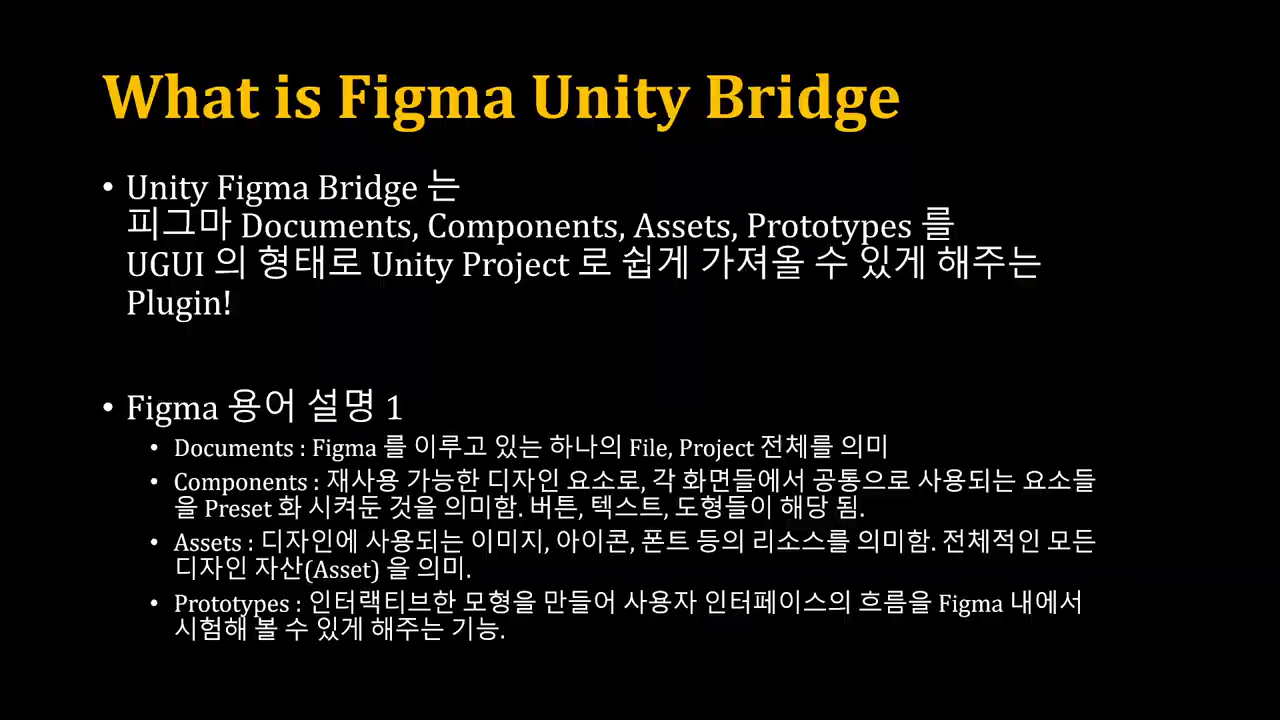 What is Figma Unity Bridge
• Unity Figma Bridge 는
피그마 Documents, Components, Assets, Prototypes 를
UGUI 의 형태로 Unity Project 로 쉽게 가져올 수 있게 해주는
Plugin!
• Figma 용어 설명 1
• Documents : Figma 를 이루고 있는 하나의 File, Project 전체를 의미
• Components : 재사용 가능한 디자인 요소로, 각 화면들에서 공통으로 사용되는 요소들
을 Preset 화 시켜둔 것을 의미함. 버튼, 텍스트, 도형들이 해당 됨.
• Assets : 디자인에 사용되는 이미지, 아이콘, 폰트 등의 리소스를 의미함. 전체적인 모든
디자인 자산(Asset) 을 의미.
• Prototypes : 인터랙티브한 모형을 만들어 사용자 인터페이스의 흐름을 Figma 내에서
시험해 볼 수 있게 해주는 기능.